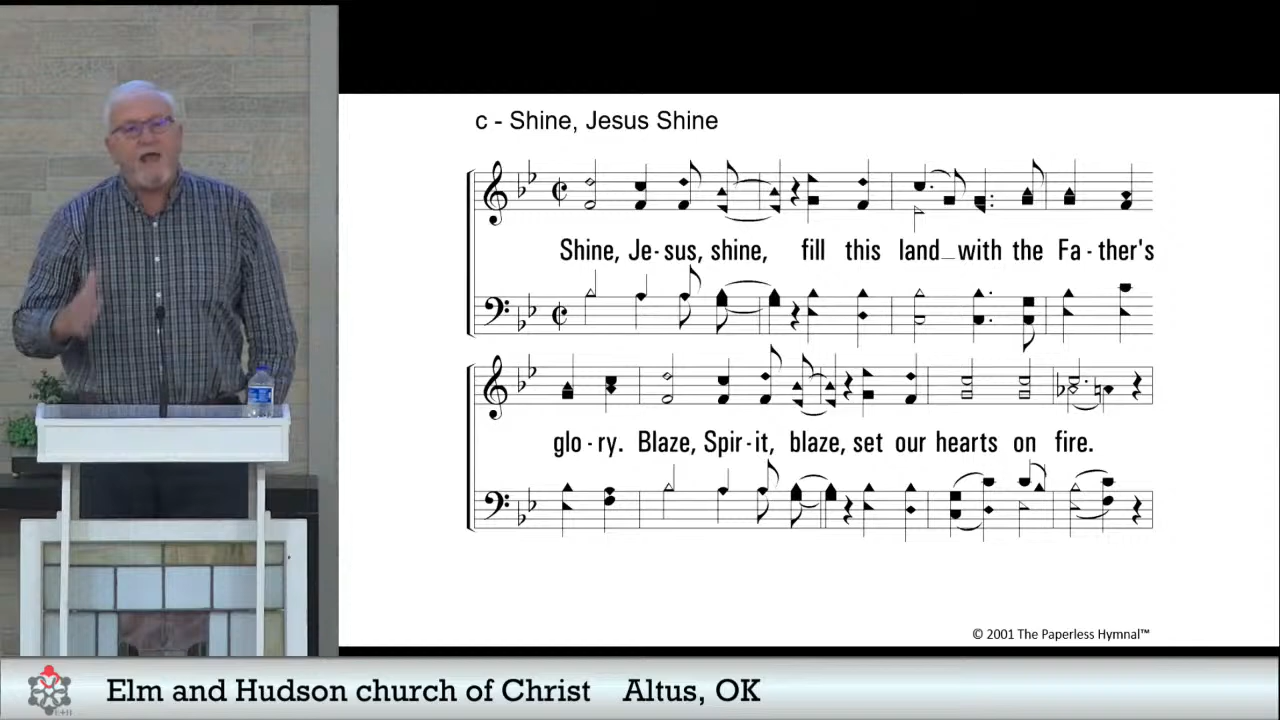 c - Shine, Jesus Shine
Shine, Je - sus, shine, fill this land with the Fa - ther's
glo - ry. Blaze, Spir - it, blaze, set our hearts on fire.
© 2001 The Paperless Hymnal™
Elm and Hudson church of Christ Altus, OK